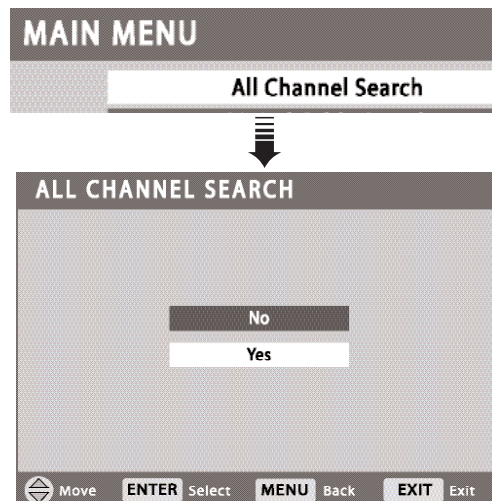 MAIN MENU
All Channel Search
ALL CHANNEL SEARCH
No
Yes
Move ENTER Select MENU Back EXIT Exit